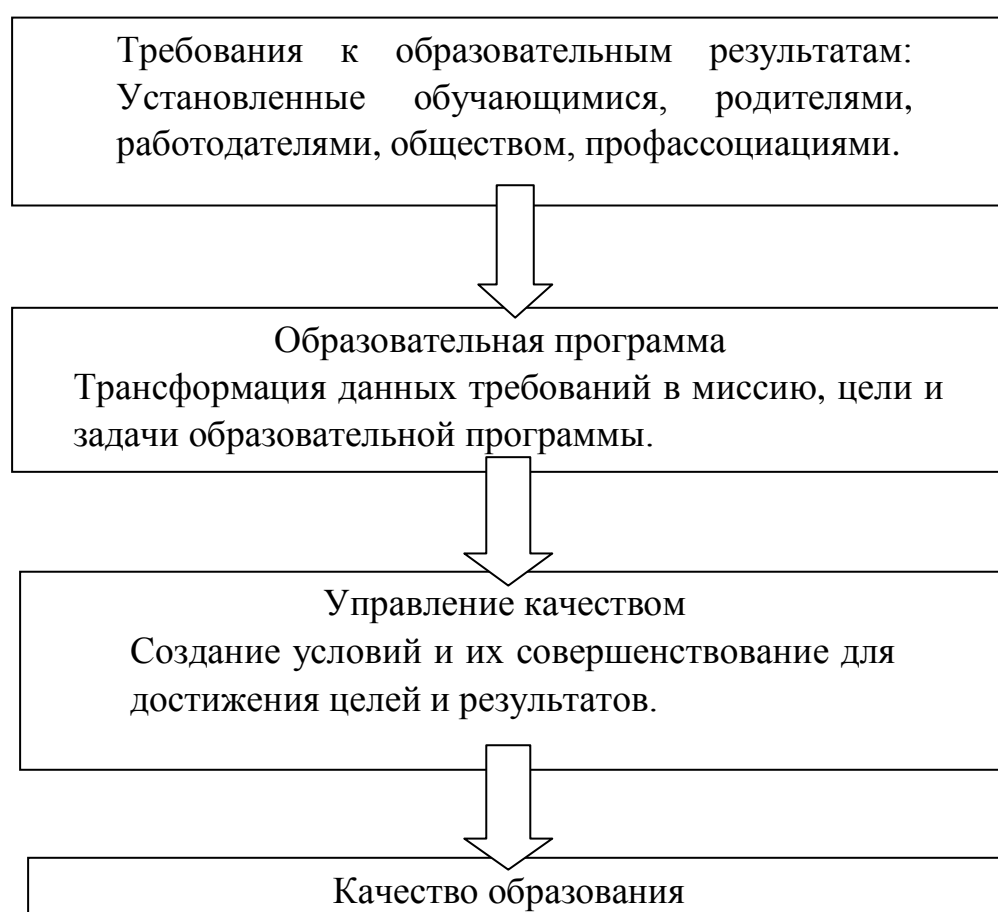 Требования к образовательным результатам:
Установленные обучающимися, родителями,
работодателями, обществом, профассоциациями.
Образовательная программа
Трансформация данных требований в миссию, цели и
задачи образовательной программы.
Управление качеством
Создание условий и их совершенствование для
достижения целей и результатов.
Качество образования